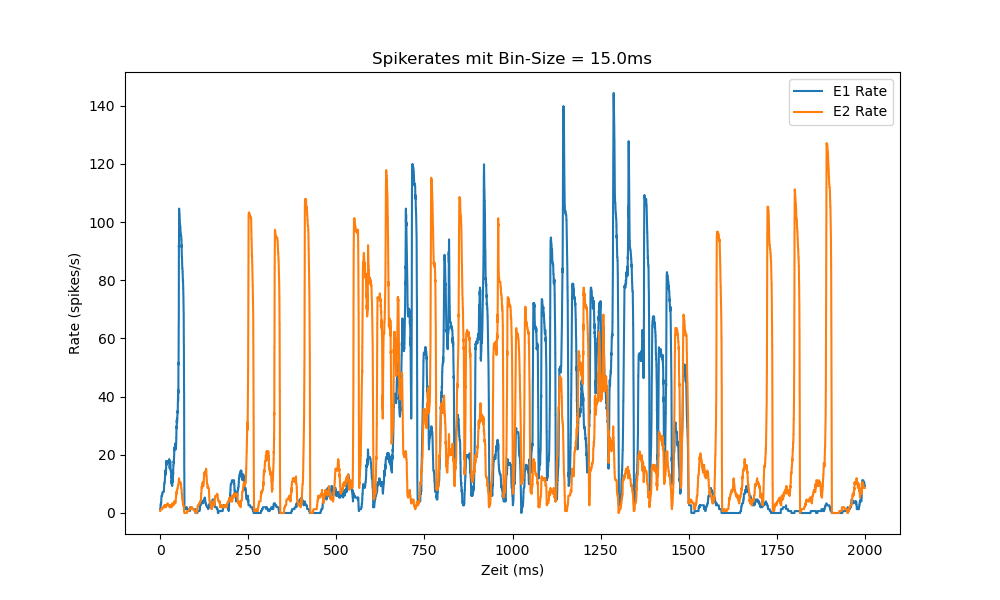 Spikerates mit Bin-Size = 15.0ms
E1 Rate
E2 Rate
140
120
100
80
60
40
20
0
Rate (spikes/s)
0 250 500 750 1000 1250 1500 1750 2000
Zeit (ms)